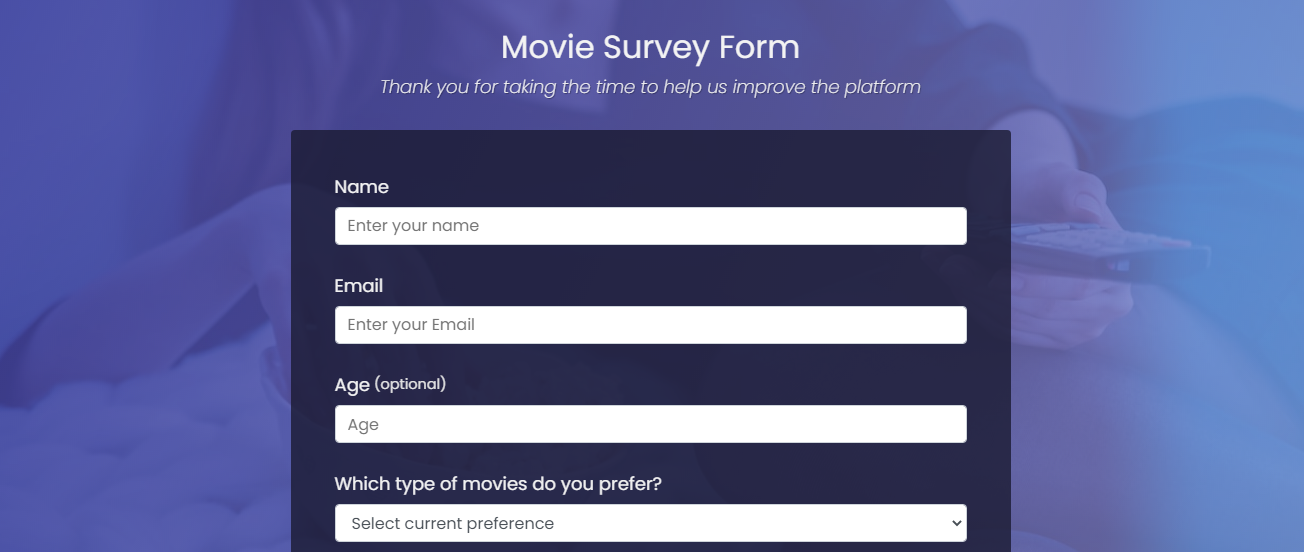 Movie Survey Form
Thank you for taking the time to help us improve the platform
Name
Enter your name
Email
Enter your Email
Age (optional)
Age
Which type of movies do you prefer?
Select current preference